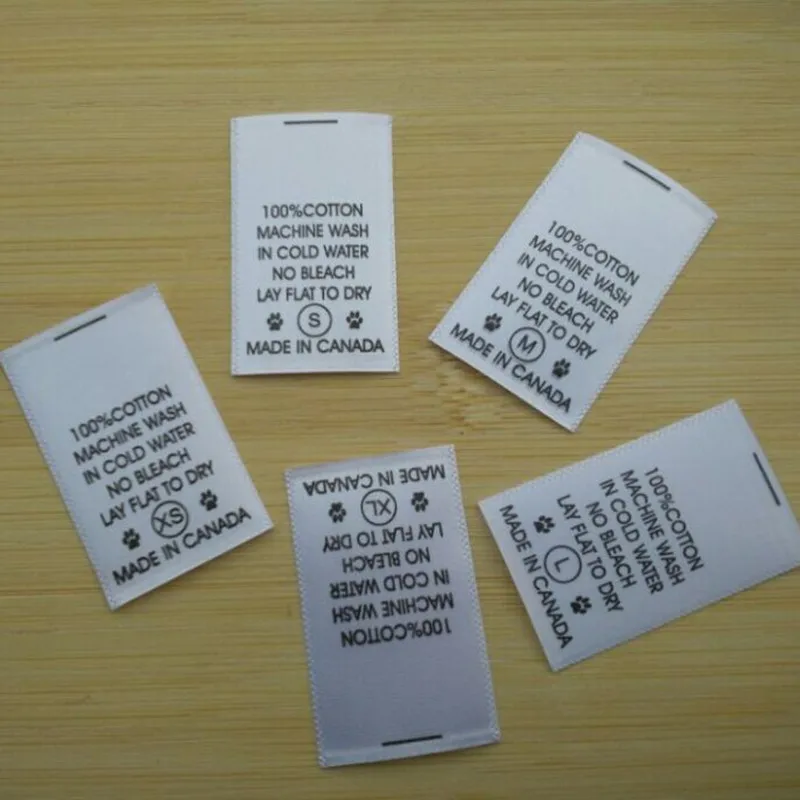 100%COTTON
MACHINE WASH
IN COLD WATER
NO BLEACH
LAY FLAT TO DRY
S
MADE IN CANADA
100%COTTON
MACHINE WASH
IN COLD WATER
NO BLEACH
LAY FLAT TO DRY
M
MADE IN CANADA
100%COTTON
MACHINE WASH
IN COLD WATER
NO BLEACH
LAY FLAT TO DRY
XS
MADE IN CANADA
100%COTTON
MACHINE WASH
IN COLD WATER
NO BLEACH
LAY FLAT TO DRY
XL
MADE IN CANADA
100%COTTON
MACHINE WASH
IN COLD WATER
NO BLEACH
LAY FLAT TO DRY
L
MADE IN CANADA